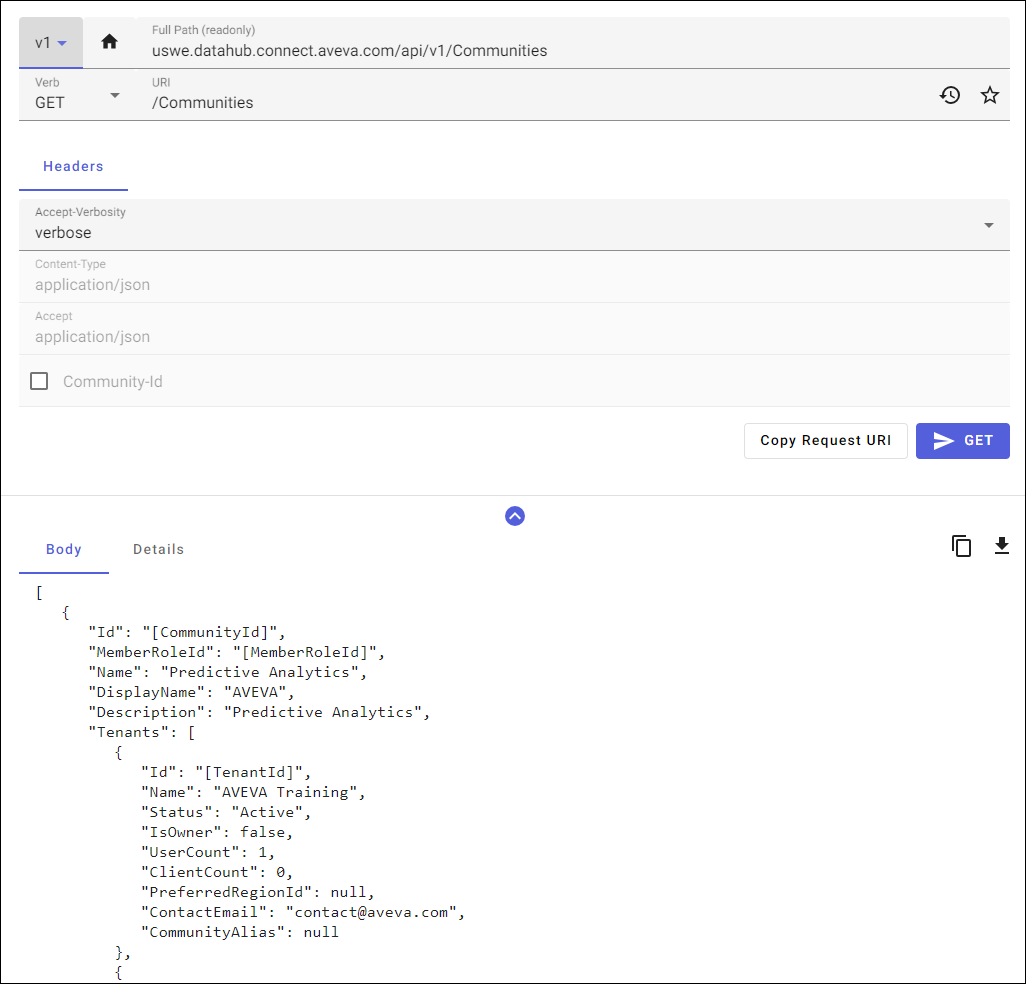 v1
Full Path (readonly)
uswe.datahub.connect.aveva.com/api/v1/Communities
Verb
GET
URI
/Communities
Headers
Accept-Verbosity
verbose
Content-Type
application/json
Accept
application/json
Community-Id
Copy Request URI
GET
Body
Details
[
{
"Id": "[CommunityId]",
"MemberRoleId": "[MemberRoleId]",
"Name": "Predictive Analytics",
"DisplayName": "AVEVA",
"Description": "Predictive Analytics",
"Tenants": [
{
"Id": "[TenantId]",
"Name": "AVEVA Training",
"Status": "Active",
"IsOwner": false,
"UserCount": 1,
"ClientCount": 0,
"PreferredRegionId": null,
"ContactEmail": "contact@aveva.com",
"CommunityAlias": null
},
{